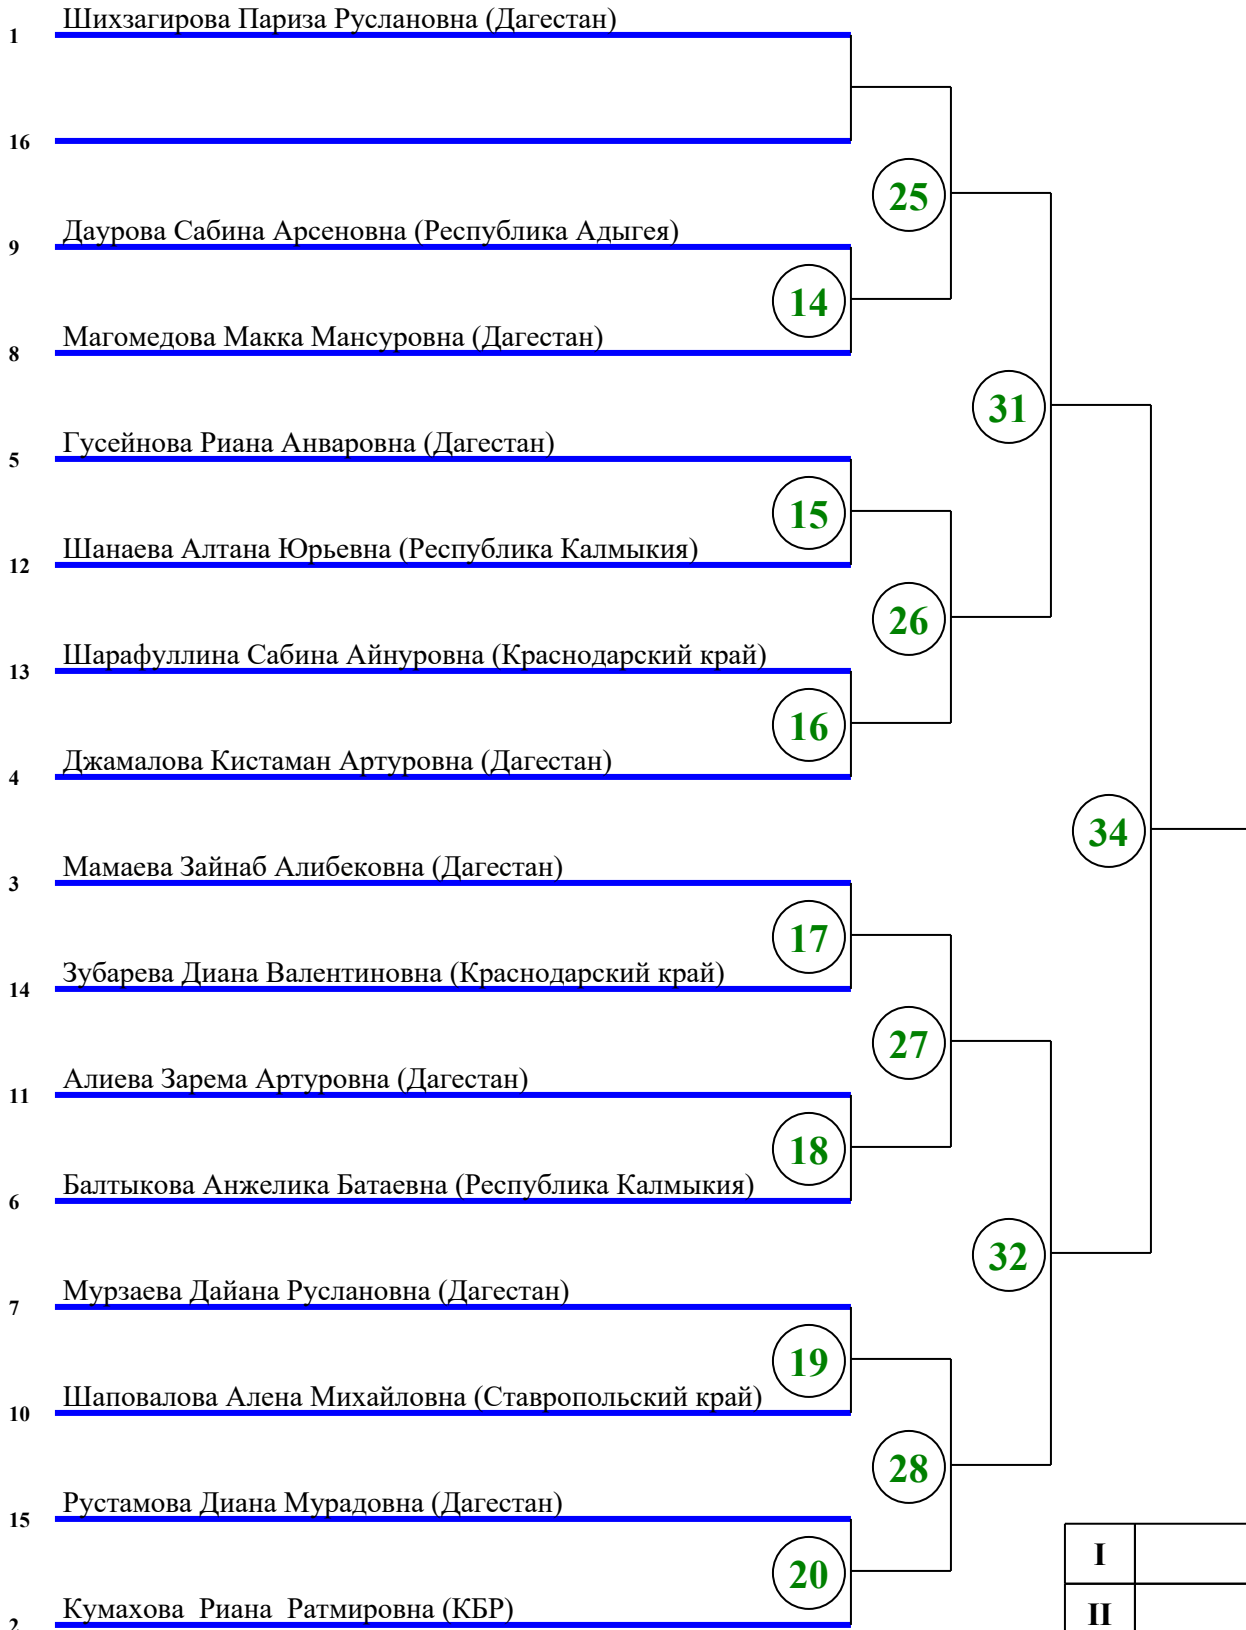 Шихзагирова Париза Руслановна (Дагестан)
1
16
25
Даурова Сабина Арсеновна (Республика Адыгея)
9
14
Магомедова Макка Мансуровна (Дагестан)
8
31
Гусейнова Риана Анваровна (Дагестан)
5
15
Шанаева Алтана Юрьевна (Республика Калмыкия)
12
26
Шарафуллина Сабина Айнуровна (Краснодарский край)
13
16
Джамалова Кистаман Артуровна (Дагестан)
4
34
Мамаева Зайнаб Алибековна (Дагестан)
3
17
Зубарева Диана Валентиновна (Краснодарский край)
14
27
Алиева Зарема Артуровна (Дагестан)
11
18
Балтыкова Анжелика Батаевна (Республика Калмыкия)
6
32
Мурзаева Дайана Руслановна (Дагестан)
7
19
Шаповалова Алена Михайловна (Ставропольский край)
10
28
Рустамова Диана Мурадовна (Дагестан)
15
I
20
Кумахова Риана Ратмировна (КБР)
2
II